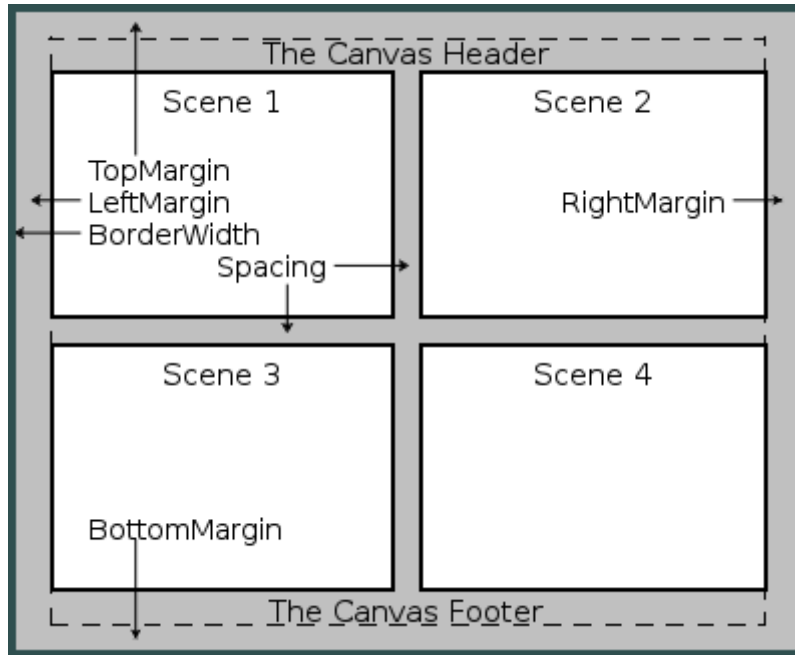 The Canvas Header
Scene 1
Scene 2
TopMargin
LeftMargin
RightMargin
BorderWidth
Spacing
Scene 3
Scene 4
BottomMargin
The Canvas Footer